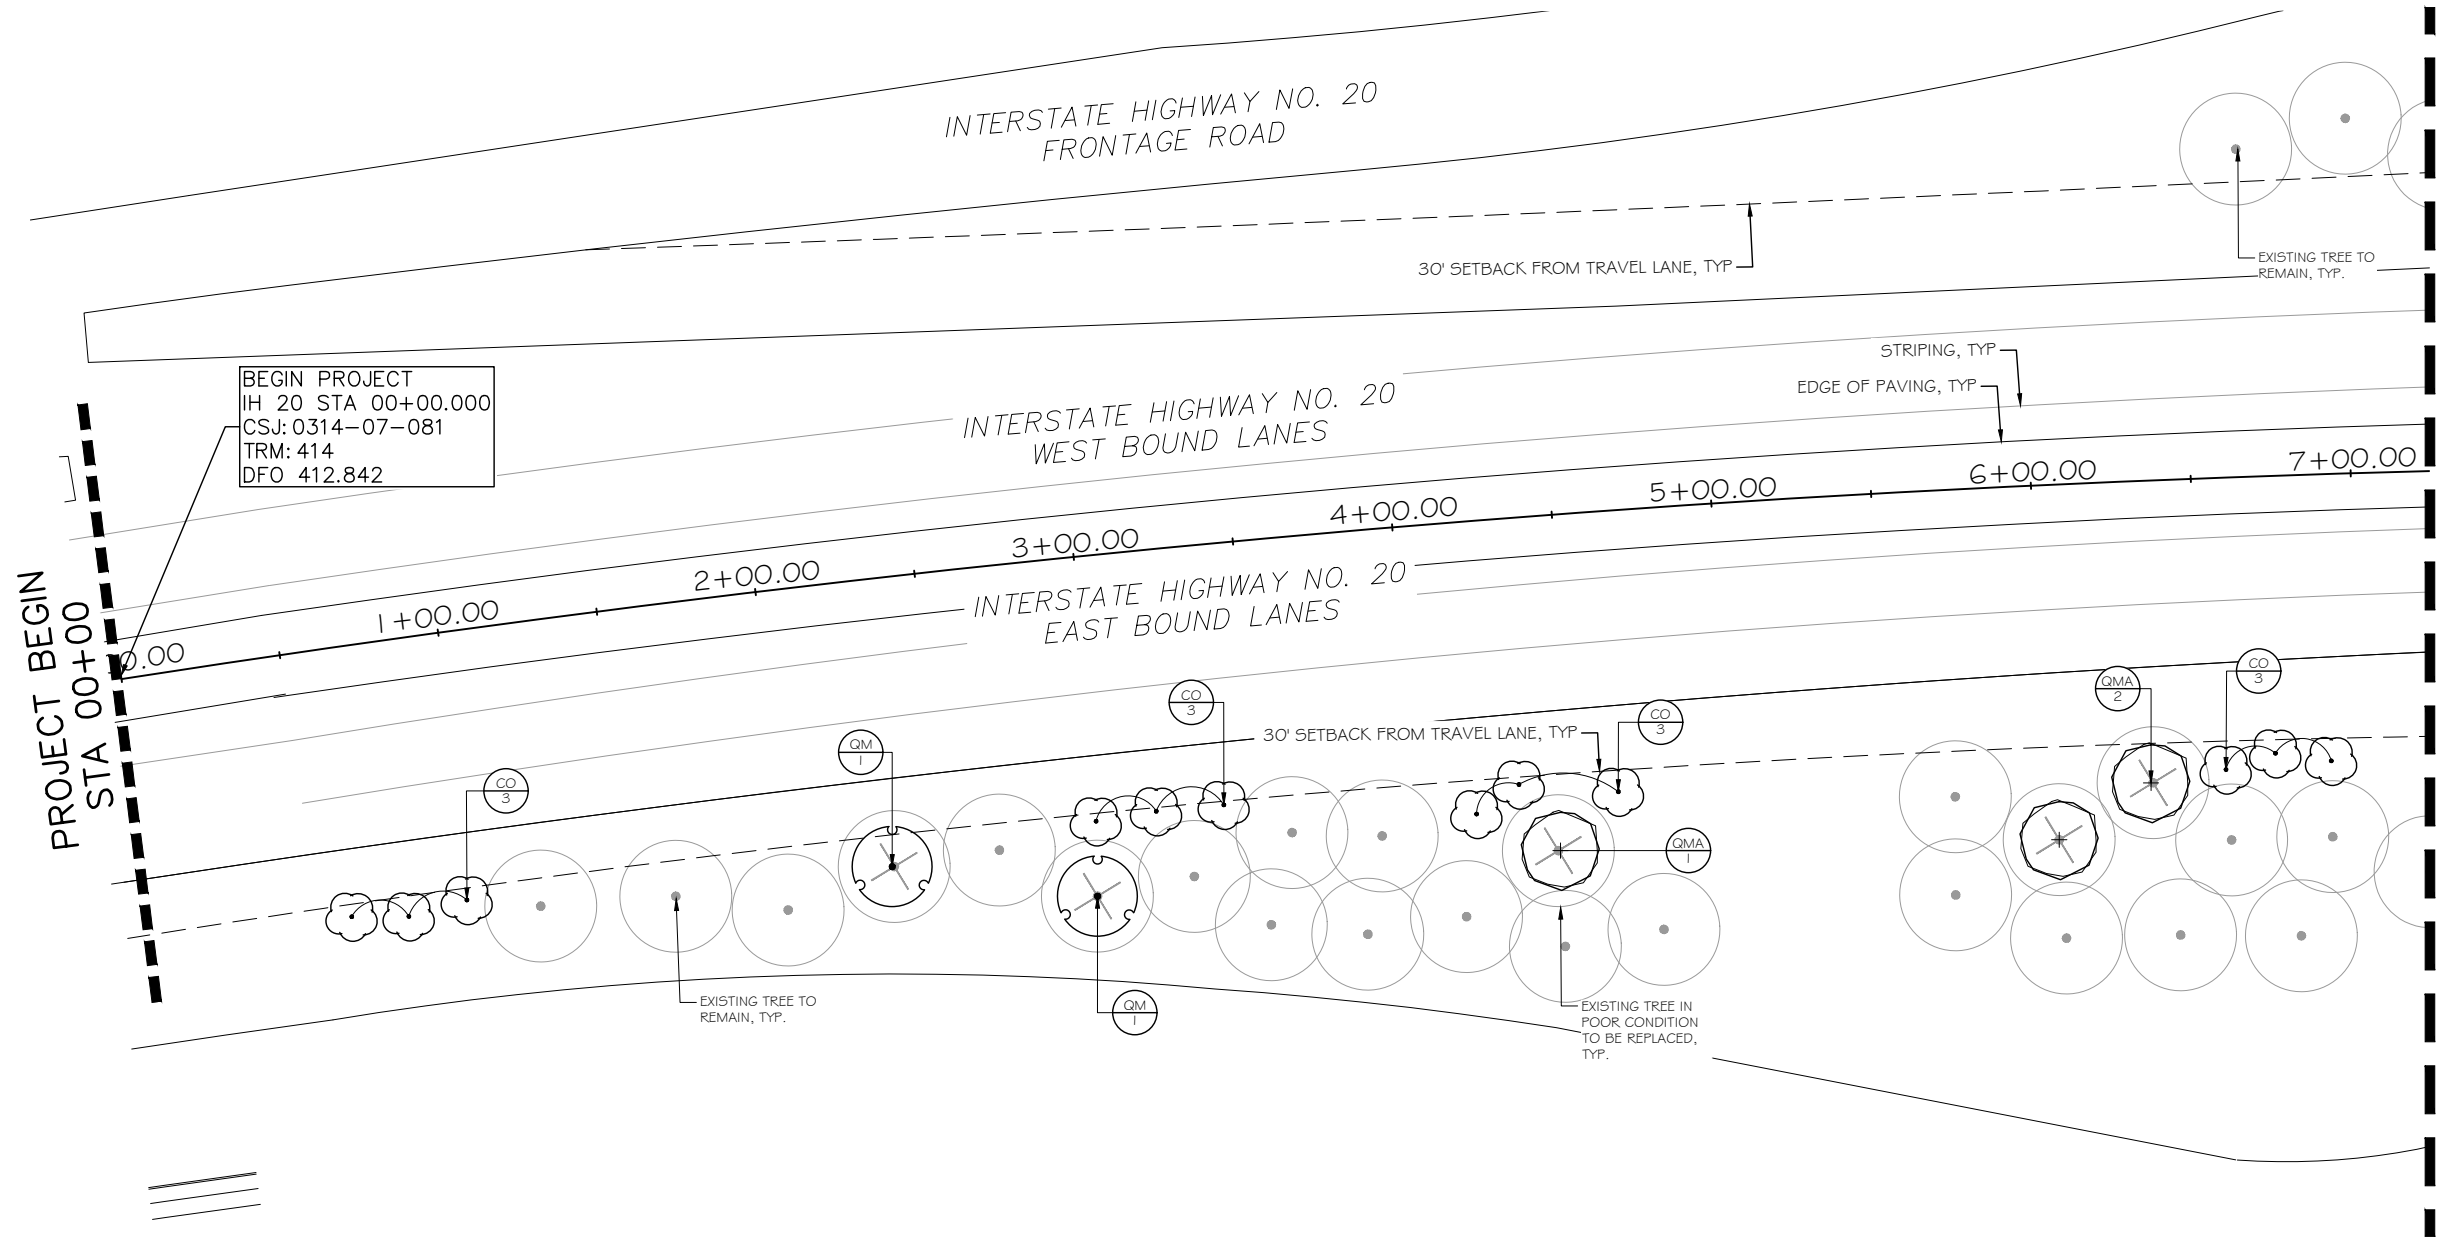 INTERSTATE HIGHWAY NO. 20
FRONTAGE ROAD
30' SETBACK FROM TRAVEL LANE, TYP
EXISTING TREE TO
REMAIN, TYP.
STRIPING, TYP
EDGE OF PAVING, TYP
BEGIN PROJECT
IH 20 STA 00+00.000
CSJ: 0314-07-081
TRM: 414
DFO 412.842
INTERSTATE HIGHWAY NO. 20
WEST BOUND LANES
0.00
1+00.00
2+00.00
3+00.00
4+00.00
5+00.00
6+00.00
7+00.00
INTERSTATE HIGHWAY NO. 20
EAST BOUND LANES
PROJECT BEGIN
STA 00+00
CO
3
QM
1
CO
3
30' SETBACK FROM TRAVEL LANE, TYP
CO
3
QMA
2
CO
3
QMA
1
EXISTING TREE TO
REMAIN, TYP.
QM
1
EXISTING TREE IN
POOR CONDITION
TO BE REPLACED,
TYP.